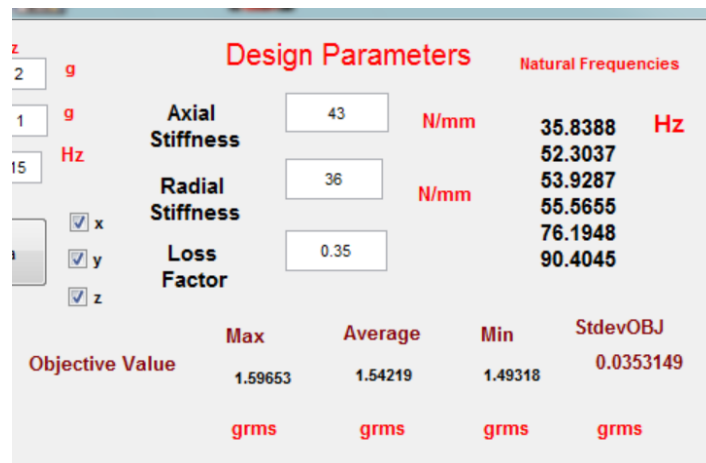 z
Design Parameters
Natural Frequencies
2 g
1 g
15 Hz
Axial
Stiffness
43
N/mm
Radial
Stiffness
36
N/mm
Loss
Factor
0.35
x
y
z
35.8388 Hz
52.3037
53.9287
55.5655
76.1948
90.4045
Max Average Min StdevOBJ
Objective Value 1.59653 1.54219 1.49318 0.0353149
grms grms grms grms